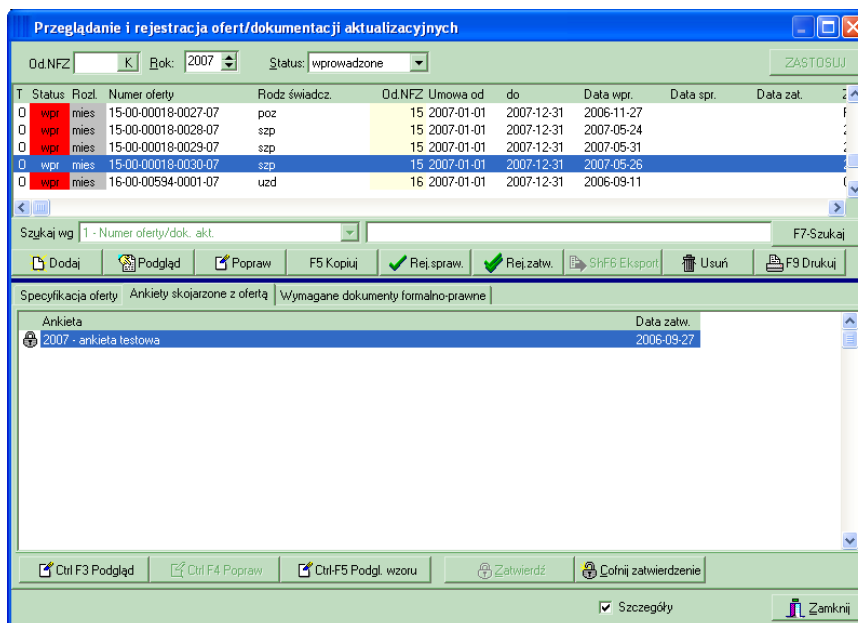 Przeglądanie i rejestracja ofert/dokumentacji aktualizacyjnych
Od.NFZ K Rok: 2007 Status: wprowadzone ZASTOSUJ
T Status Rozl. Numer oferty Rodz świadcz. Od.NFZ Umowa od do Data wpr. Data spr. Data zat.
O wpr mies 15-00-00018-0027-07 poz 15 2007-01-01 2007-12-31 2006-11-27
O wpr mies 15-00-00018-0028-07 szp 15 2007-01-01 2007-12-31 2007-05-24
O wpr mies 15-00-00018-0029-07 szp 15 2007-01-01 2007-12-31 2007-05-31
O wpr mies 15-00-00018-0030-07 szp 15 2007-01-01 2007-12-31 2007-05-26
O wpr mies 16-00-00594-0001-07 uzd 16 2007-01-01 2007-12-31 2006-09-11
Szukaj wg 1 - Numer oferty/dok. akt. F7-Szukaj
Dodaj Podgląd Popraw F5 Kopiuj Rej.spraw. Rej.zatw. ShF6 Eksport Usuń F9 Drukuj
Specyfikacja oferty Ankiety skojarzone z ofertą Wymagane dokumenty formalno-prawne
Ankieta Data zatw.
2007 - ankieta testowa 2006-09-27
Ctrl F3 Podgląd Ctrl F4 Popraw Ctrl-F5 Podgl. wzoru Zatwierdź Cofnij zatwierdzenie
Szczegóły Zamknij